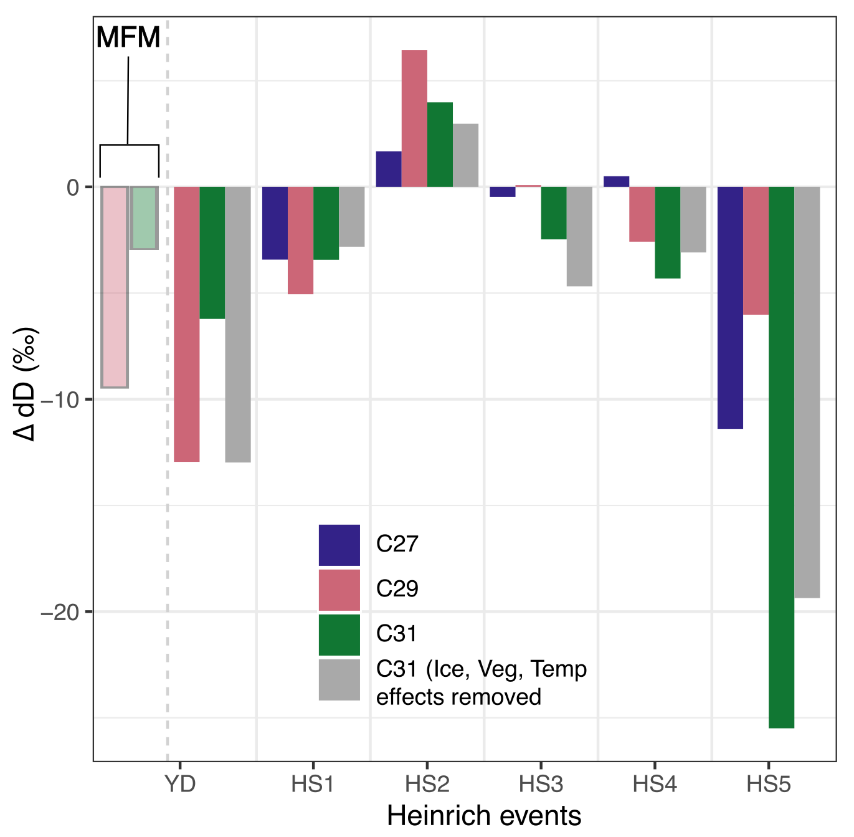 MFM
0
−10
−20
Δ dD (‰)
C27
C29
C31
C31 (Ice, Veg, Temp
effects removed
YD HS1 HS2 HS3 HS4 HS5
Heinrich events